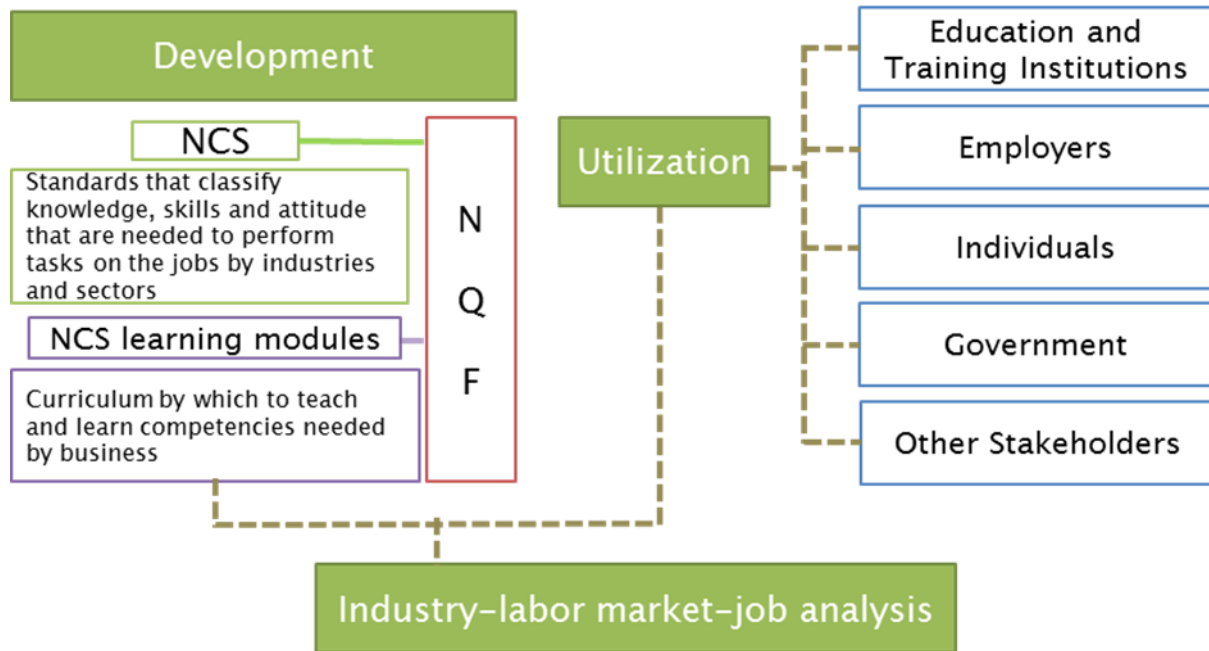 Development
NCS
Standards that classify
knowledge, skills and attitude
that are needed to perform
tasks on the jobs by industries
and sectors
NCS learning modules
Curriculum by which to teach
and learn competencies needed
by business
N
Q
F
Utilization
Education and
Training Institutions
Employers
Individuals
Government
Other Stakeholders
Industry-labor market-job analysis